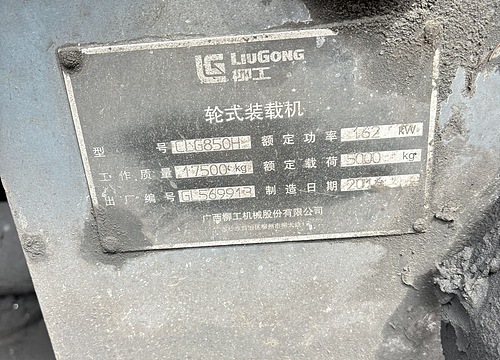 LIUGONG
柳工
轮式装载机
型 号 CLG850H 额定功率 162 kW
工作质量 17500 kg 额定载荷 5000 kg
出厂编号 制造日期
广西柳工机械股份有限公司